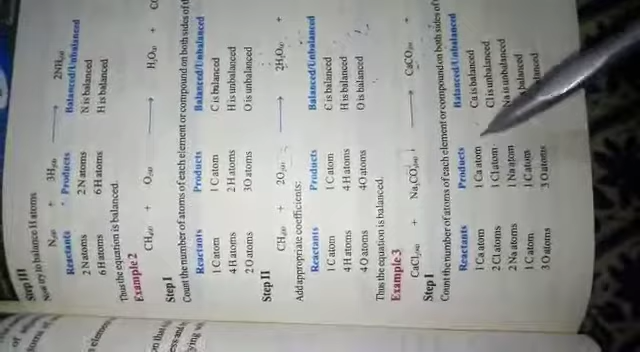 Step III
Now try to balance H atoms
N₂(g) + 3H₂(g) ⟶ 2NH₃(g)
Reactants Products Balanced/Unbalanced
2 N atoms 2 N atoms N is balanced
6 H atoms 6 H atoms H is balanced
Thus the equation is balanced.
Example 2
CH₄(g) + O₂(g) ⟶ H₂O(g) +
Step I
Count the number of atoms of each element or compound on both sides of
Reactants Products Balanced/Unbalanced
1 C atom 1 C atom C is balanced
4 H atoms 2 H atoms H is unbalanced
2 O atoms 3 O atoms O is unbalanced
Step II
CH₄(g) + 2O₂(g) ⟶ 2H₂O(g) +
Add appropriate coefficients:
Reactants Products Balanced/Unbalanced
1 C atom 1 C atom C is balanced
4 H atoms 4 H atoms H is balanced
4 O atoms 4 O atoms O is balanced
Thus the equation is balanced.
Example 3
CaCl₂(aq) + Na₂CO₃(aq) ⟶ CaCO₃(s) +
Step I
Count the number of atoms of each element or compound on both sides of
Reactants Products Balanced/Unbalanced
1 Ca atom 1 Ca atom Ca is balanced
2 Cl atoms 1 Cl atom Cl is unbalanced
2 Na atoms 1 Na atom Na is unbalanced
1 C atom 1 C atom balanced
3 O atoms 3 O atoms